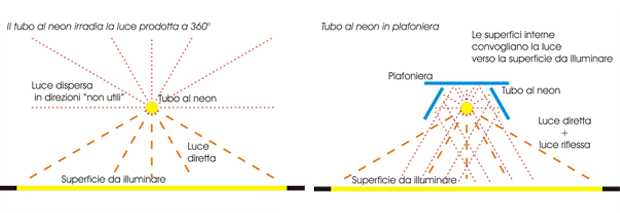 Il tubo al neon irradia la luce prodotta a 360°
Luce dispersa
in direzioni "non utili"
Tubo al neon
Luce
diretta
Superficie da illuminare
Tubo al neon in plafoniera
Le superfici interne
convogliano la luce
verso la superficie da illuminare
Plafoniera
Tubo al neon
Luce diretta
+
luce riflessa
Superficie da illuminare